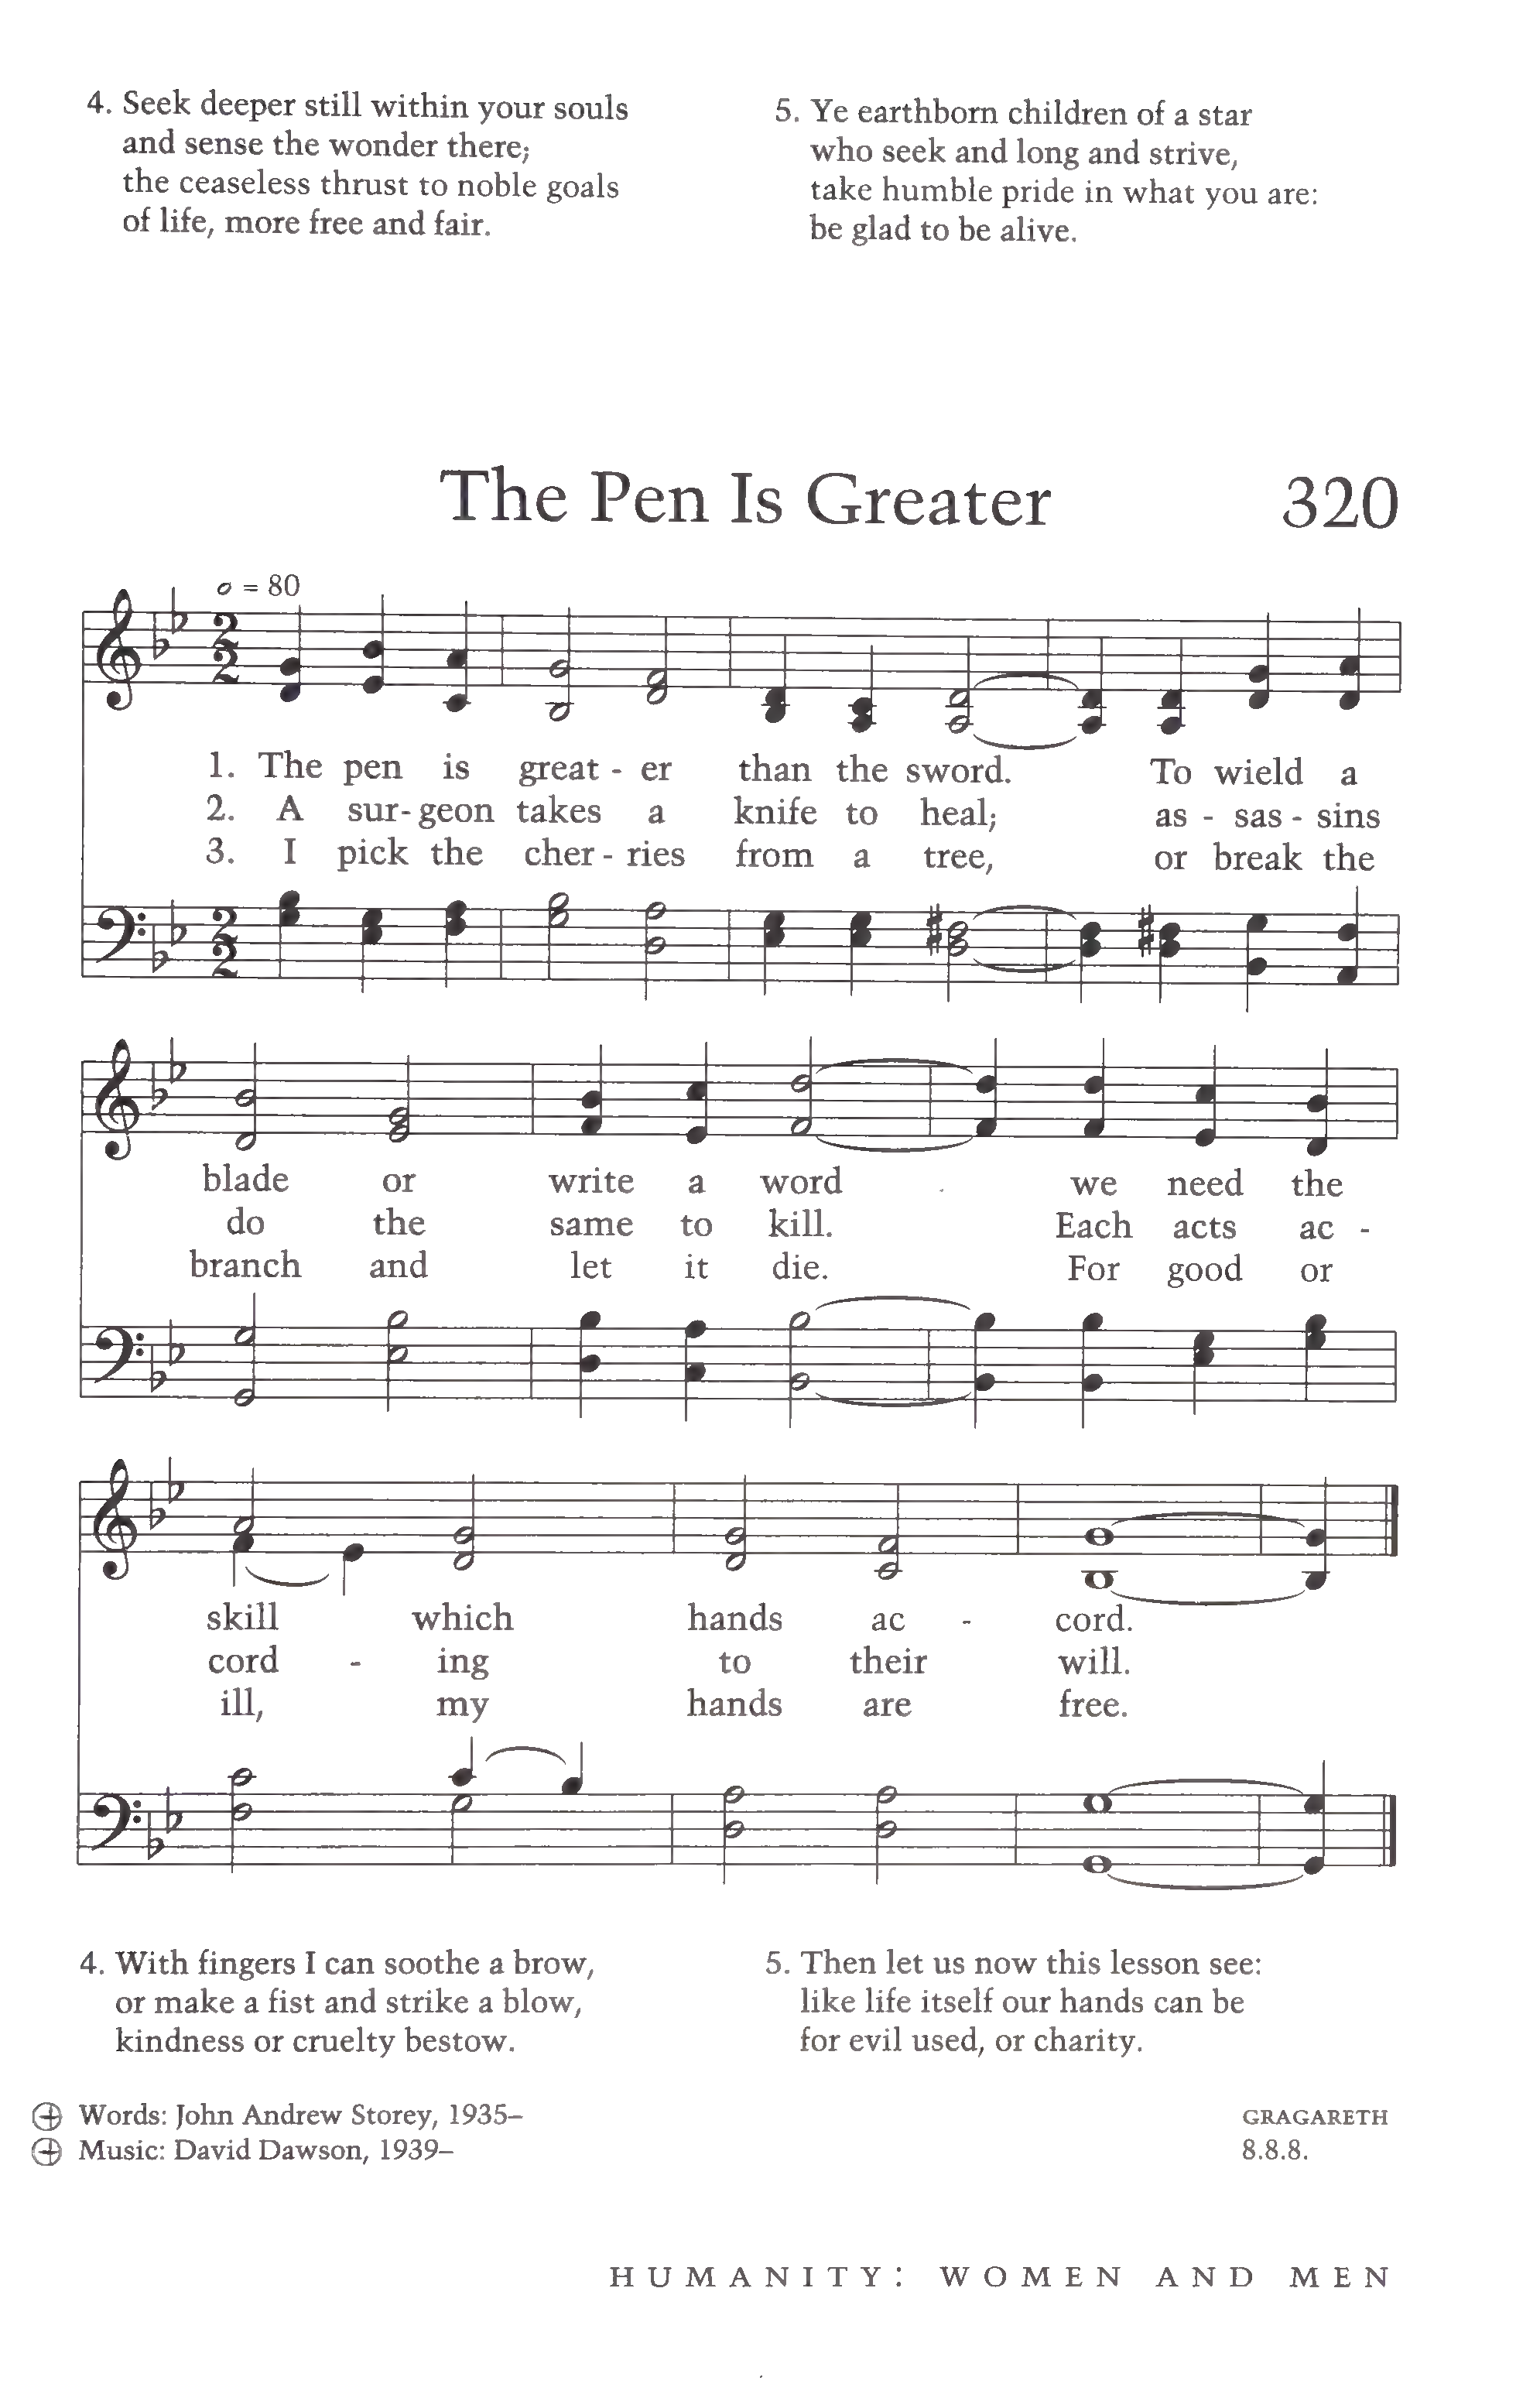 4. Seek deeper still within your souls
and sense the wonder there;
the ceaseless thrust to noble goals
of life, more free and fair.
5. Ye earthborn children of a star
who seek and long and strive,
take humble pride in what you are:
be glad to be alive.
The Pen Is Greater 320
= 80
1. The pen is great - er than the sword. To wield a
2. A sur- geon takes a knife to heal; as - sas - sins
3. I pick the cher - ries from a tree, or break the
blade or write a word we need the
do the same to kill. Each acts ac -
branch and let it die. For good or
skill which hands ac - cord.
cord - ing to their will.
ill, my hands are free.
4. With fingers I can soothe a brow,
or make a fist and strike a blow,
kindness or cruelty bestow.
5. Then let us now this lesson see:
like life itself our hands can be
for evil used, or charity.
Words: John Andrew Storey, 1935–
Music: David Dawson, 1939–
GRAGARETH
8.8.8.
HUMANITY: WOMEN AND MEN